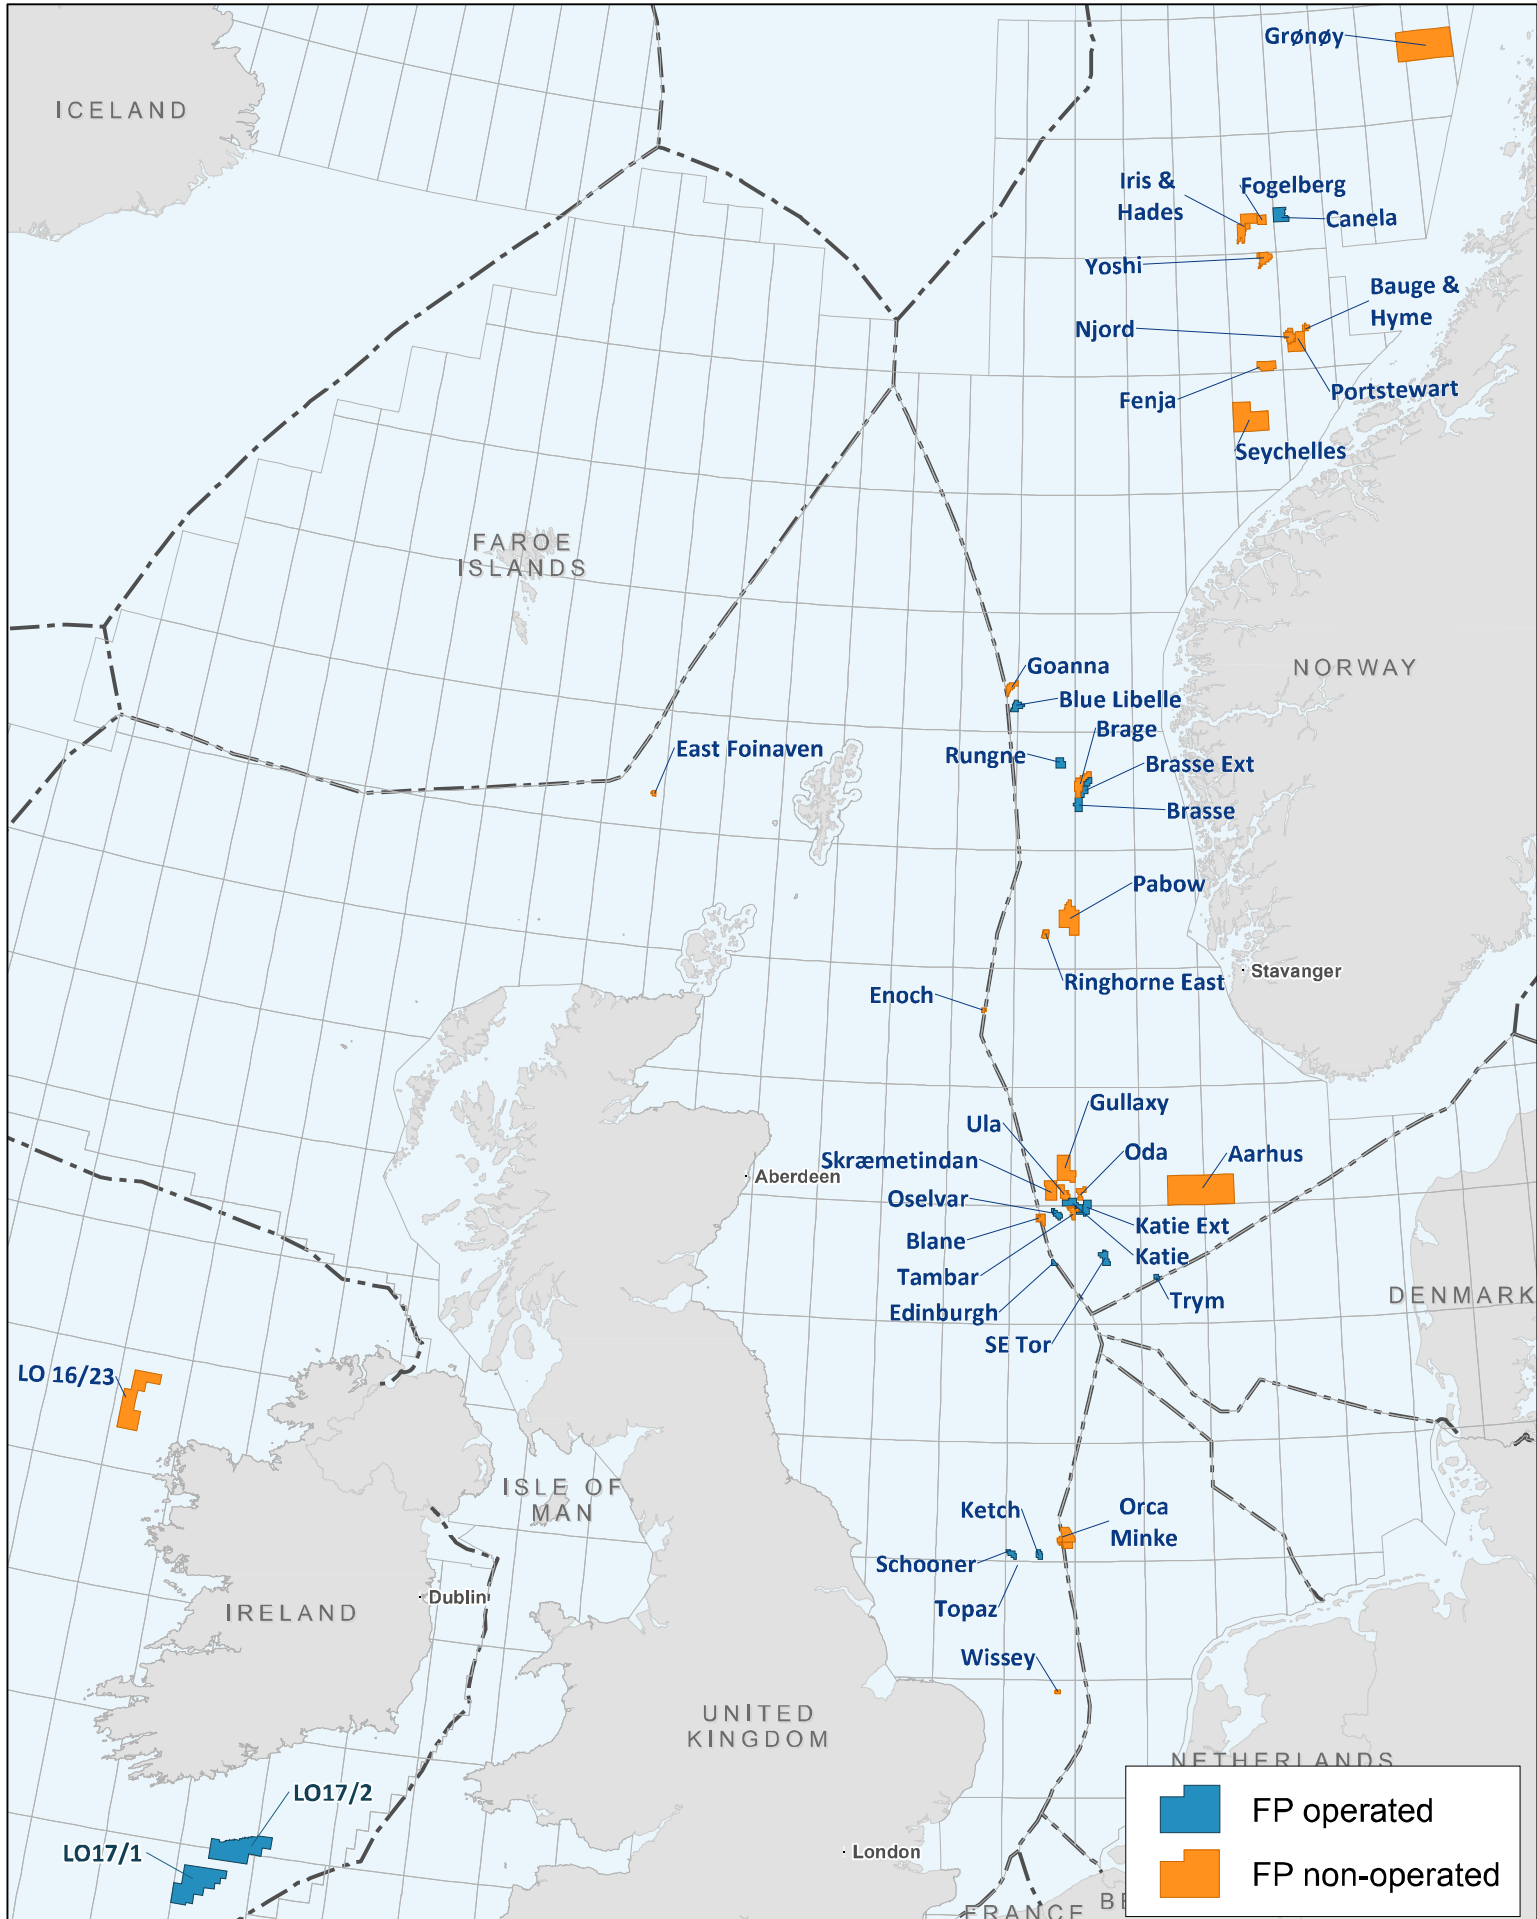 Grønøy
ICELAND
Iris &
Hades
Fogelberg
Canela
Yoshi
Bauge &
Hyme
Njord
Portstewart
Fenja
Seychelles
FAROE
ISLANDS
NORWAY
Goanna
Blue Libelle
Brage
East Foinaven
Rungne
Brasse Ext
Brasse
Pabow
Stavanger
Ringhorne East
Enoch
Gullaxy
Ula
Oda
Aarhus
Skræmetindan
Aberdeen
Oselvar
Katie Ext
Blane
Katie
Tambar
Trym
DENMARK
Edinburgh
SE Tor
LO 16/23
ISLE OF
MAN
Ketch
Orca
Minke
Schooner
Topaz
Dublin
IRELAND
Wissey
UNITED
KINGDOM
NETHERLANDS
LO17/2
LO17/1
London
FP operated
FP non-operated
FRANCE